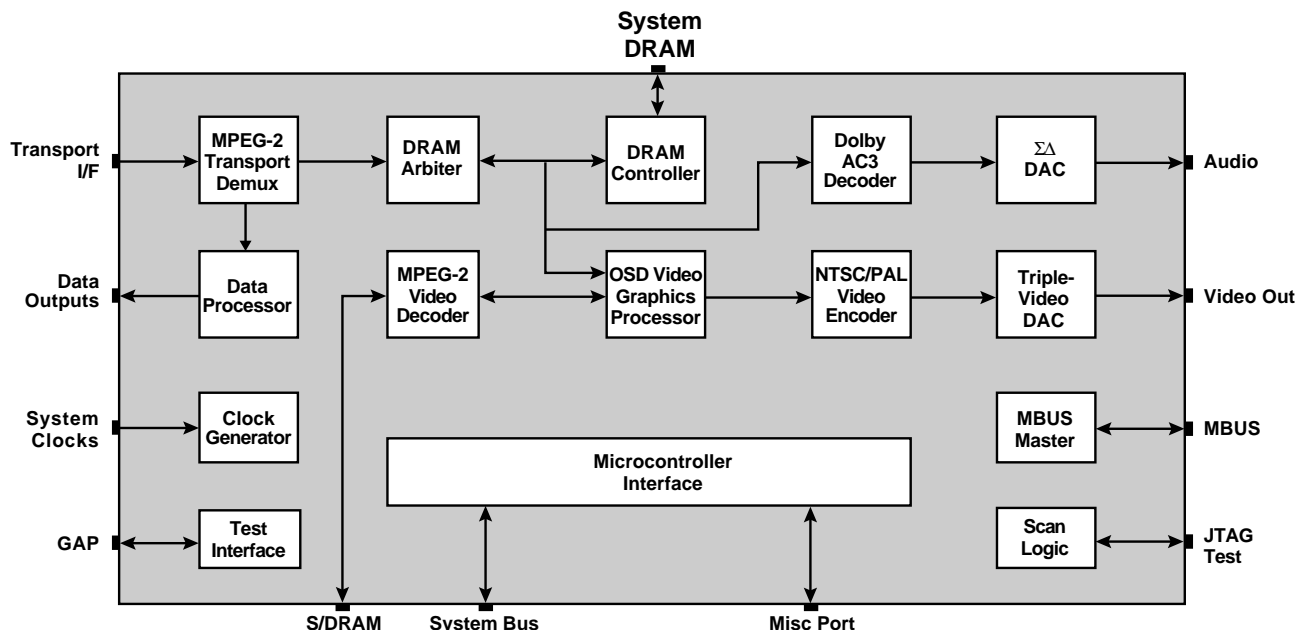 System
DRAM
Transport
I/F
MPEG-2
Transport
Demux
DRAM
Arbiter
DRAM
Controller
Dolby
AC3
Decoder
ΣΔ
DAC
Audio
Data
Outputs
Data
Processor
MPEG-2
Video
Decoder
OSD Video
Graphics
Processor
NTSC/PAL
Video
Encoder
Triple-
Video
DAC
Video Out
System
Clocks
Clock
Generator
Microcontroller
Interface
MBUS
Master
MBUS
GAP
Test
Interface
Scan
Logic
JTAG
Test
S/DRAM
System Bus
Misc Port